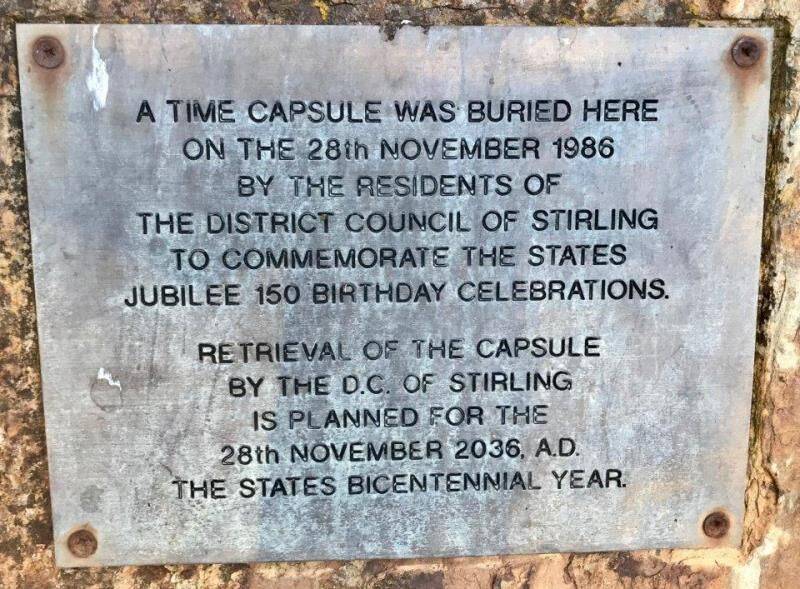 A TIME CAPSULE WAS BURIED HERE
ON THE 28th NOVEMBER 1986
BY THE RESIDENTS OF
THE DISTRICT COUNCIL OF STIRLING
TO COMMEMORATE THE STATES
JUBILEE 150 BIRTHDAY CELEBRATIONS.
RETRIEVAL OF THE CAPSULE
BY THE D.C. OF STIRLING
IS PLANNED FOR THE
28th NOVEMBER 2036, A.D.
THE STATES BICENTENNIAL YEAR.